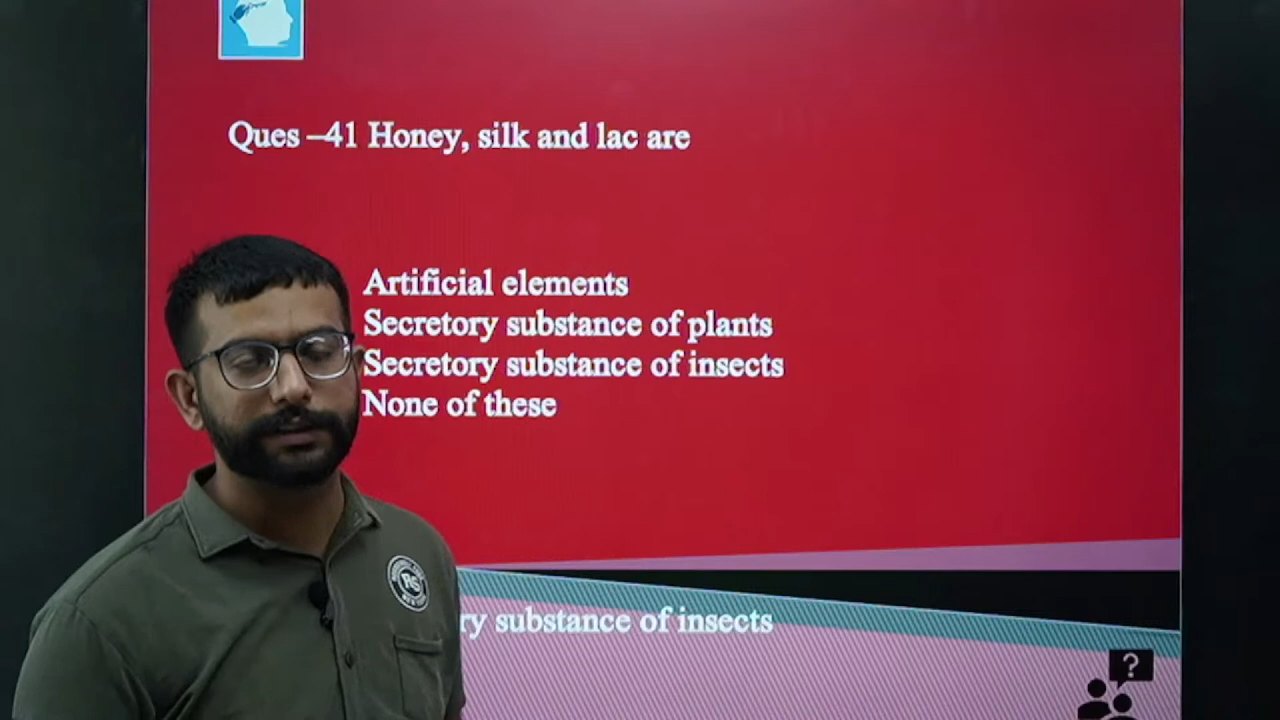 Ques –41 Honey, silk and lac are
Artificial elements
Secretory substance of plants
Secretory substance of insects
None of these
substance of insects
?
RS